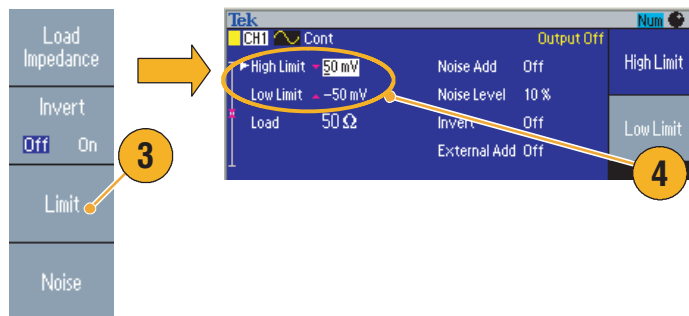 Load
Impedance
Invert
Off On
Limit
Noise
3
Tek
Num
CH1 Cont
Output Off
High Limit 50 mV
Low Limit -50 mV
Load 50 Ω
Noise Add Off
Noise Level 10 %
Invert Off
External Add Off
High Limit
Low Limit
4